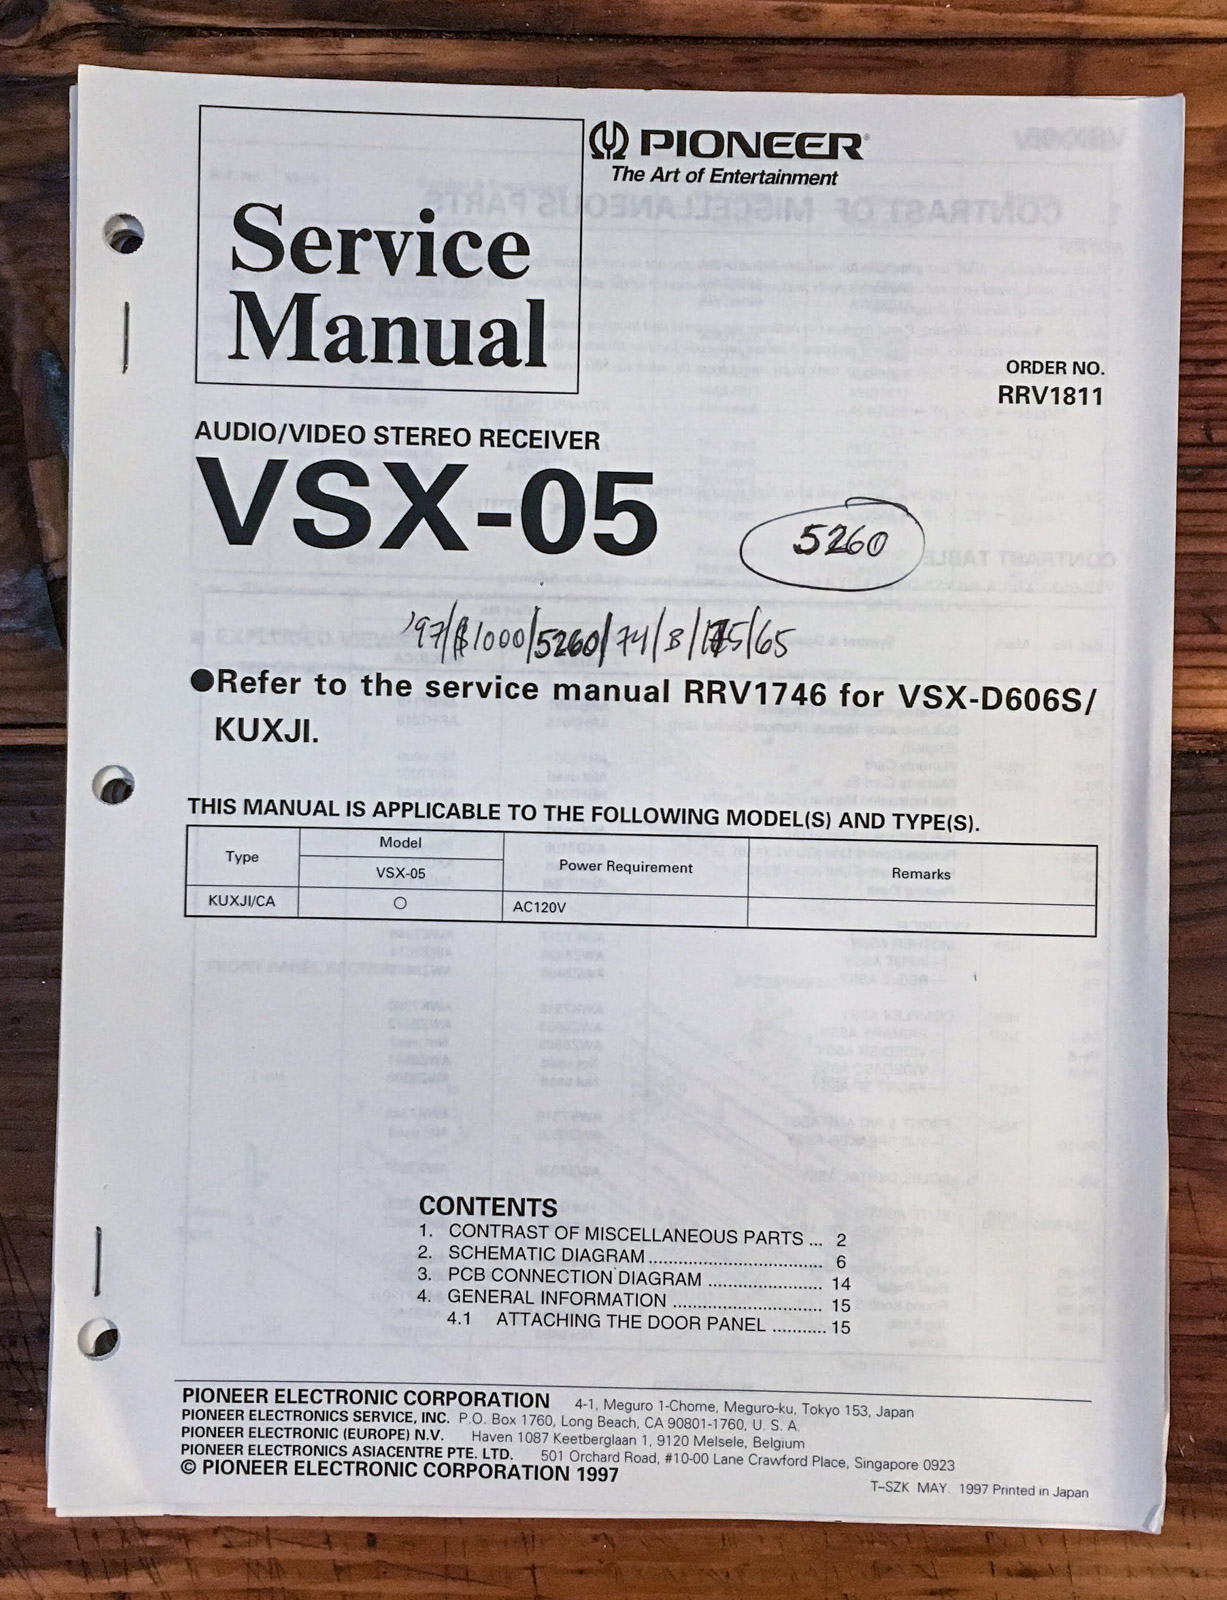 Service
Manual
PIONEER®
The Art of Entertainment
ORDER NO.
RRV1811
AUDIO/VIDEO STEREO RECEIVER
VSX-05
5260
'97/$1000/5260/74/B/175/65
●Refer to the service manual RRV1746 for VSX-D606S/
KUXJI.
THIS MANUAL IS APPLICABLE TO THE FOLLOWING MODEL(S) AND TYPE(S).
Type Model Power Requirement Remarks
VSX-05
KUXJI/CA ○ AC120V
CONTENTS
1. CONTRAST OF MISCELLANEOUS PARTS ... 2
2. SCHEMATIC DIAGRAM ................................ 6
3. PCB CONNECTION DIAGRAM ..................... 14
4. GENERAL INFORMATION ........................... 15
4.1 ATTACHING THE DOOR PANEL ........... 15
PIONEER ELECTRONIC CORPORATION 4-1, Meguro 1-Chome, Meguro-ku, Tokyo 153, Japan
PIONEER ELECTRONICS SERVICE, INC. P.O. Box 1760, Long Beach, CA 90801-1760, U. S. A.
PIONEER ELECTRONIC (EUROPE) N.V. Haven 1087 Keetberglaan 1, 9120 Melsele, Belgium
PIONEER ELECTRONICS ASIACENTRE PTE. LTD. 501 Orchard Road, #10-00 Lane Crawford Place, Singapore 0923
© PIONEER ELECTRONIC CORPORATION 1997
T-SZK MAY. 1997 Printed in Japan